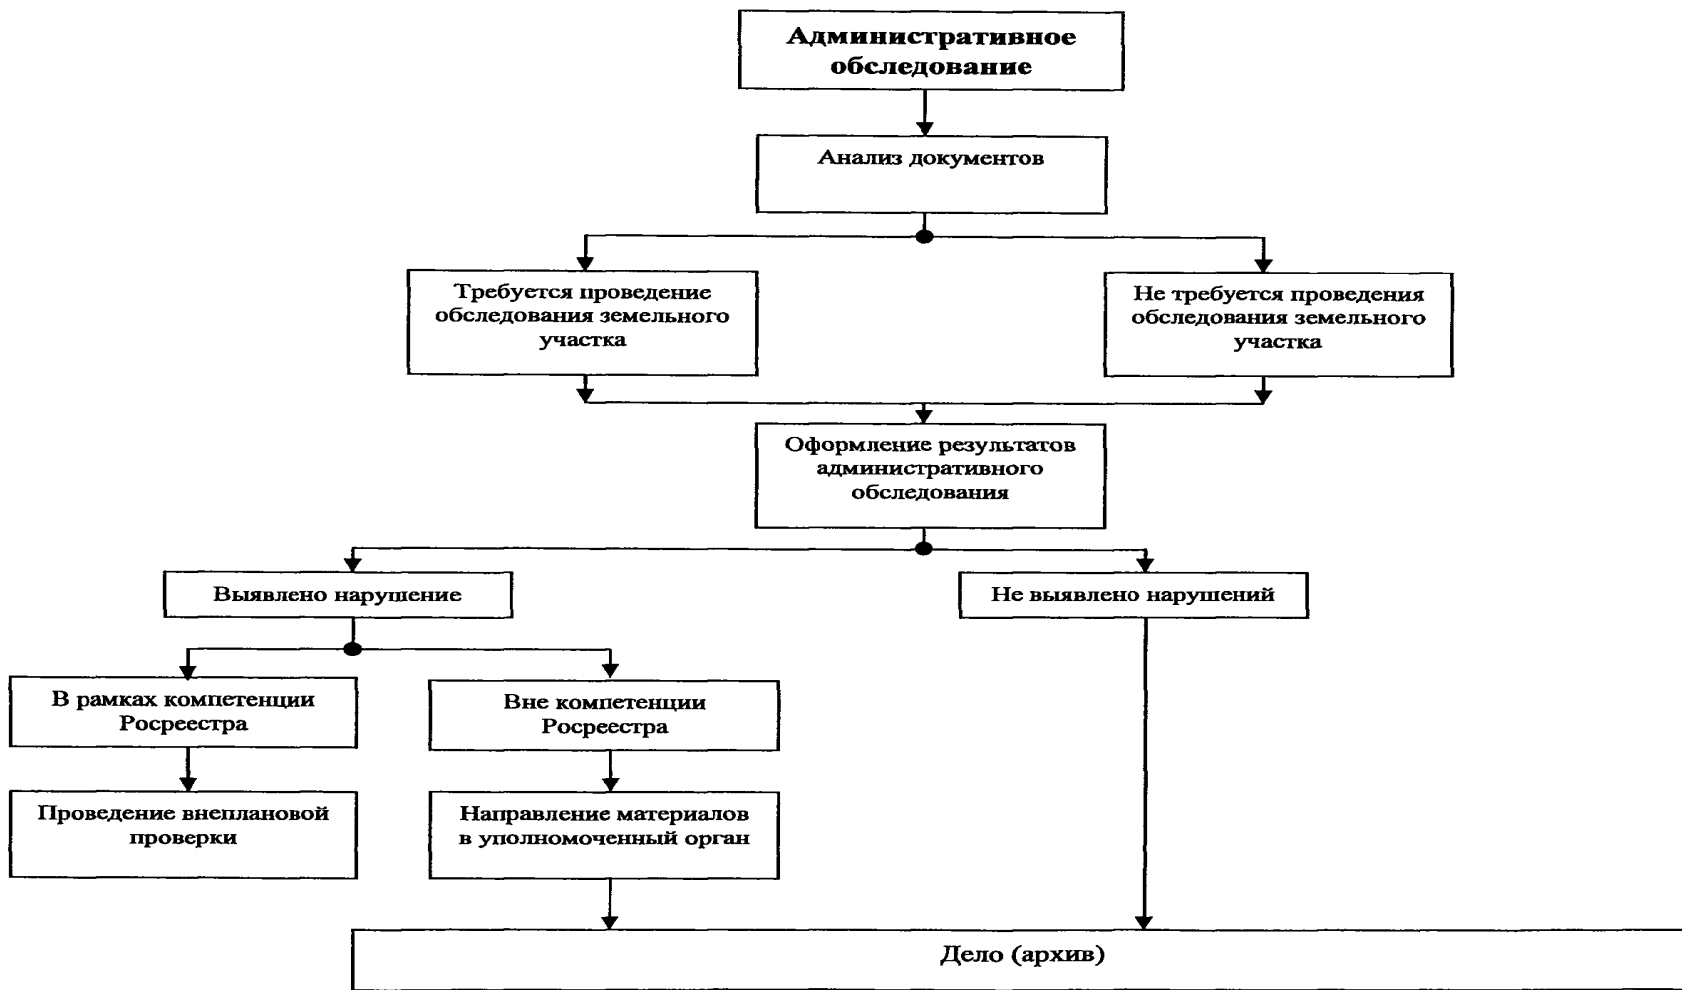 Административное
обследование
Анализ документов
Требуется проведение
обследования земельного
участка
Не требуется проведения
обследования земельного
участка
Оформление результатов
административного
обследования
Выявлено нарушение
Не выявлено нарушений
В рамках компетенции
Росреестра
Вне компетенции
Росреестра
Проведение внеплановой
проверки
Направление материалов
в уполномоченный орган
Дело (архив)